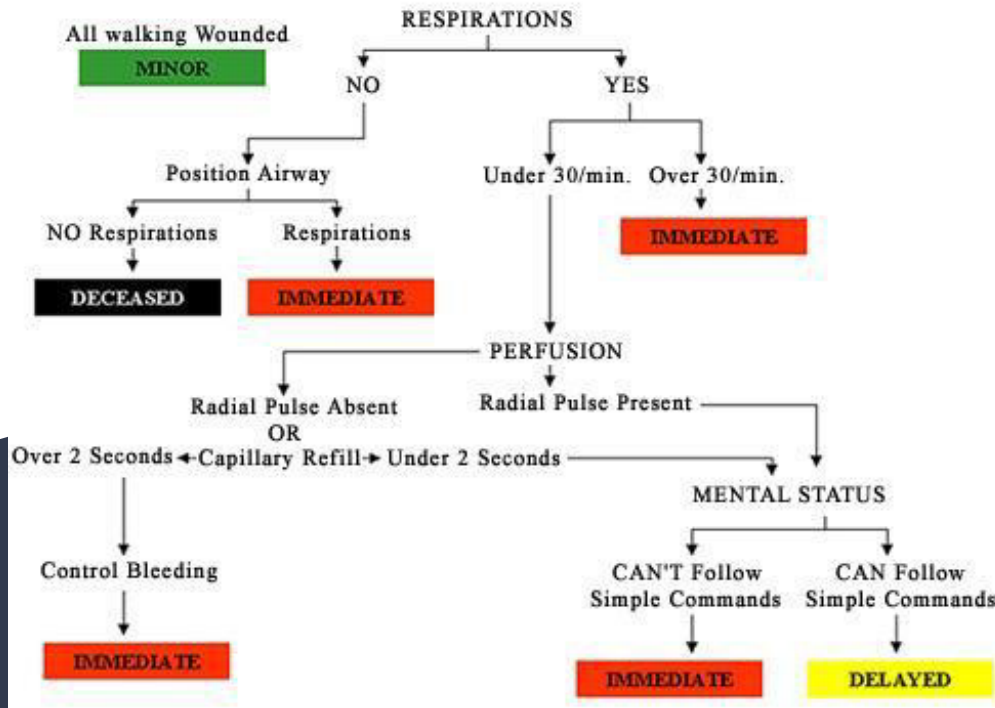 RESPIRATIONS
All walking Wounded
MINOR
NO
YES
Position Airway
Under 30/min.
Over 30/min.
NO Respirations
Respirations
IMMEDIATE
DECEASED
IMMEDIATE
PERFUSION
Radial Pulse Absent
OR
Radial Pulse Present
Over 2 Seconds
Capillary Refill
Under 2 Seconds
MENTAL STATUS
Control Bleeding
CAN'T Follow
Simple Commands
CAN Follow
Simple Commands
IMMEDIATE
IMMEDIATE
DELAYED